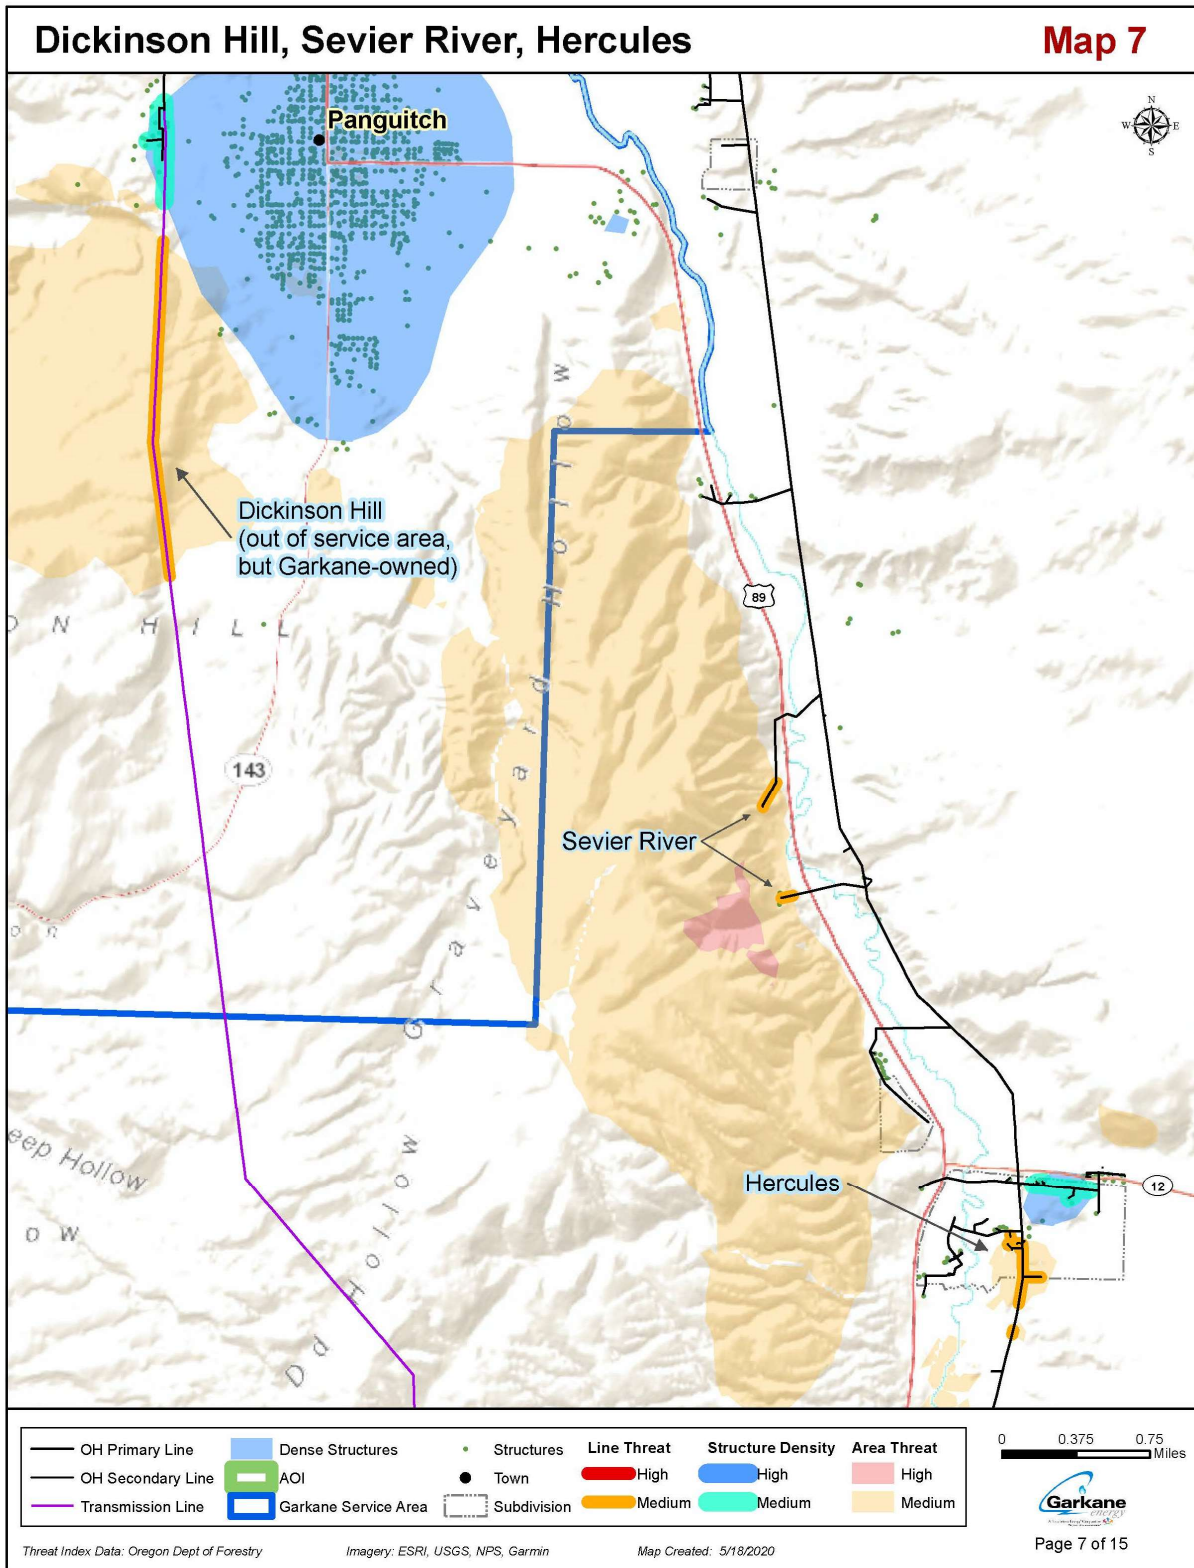 Dickinson Hill, Sevier River, Hercules
Map 7
N
W E
S
Panguitch
Dickinson Hill
(out of service area,
but Garkane-owned)
O N H I L L
Graveyard Hollow
89
143
Sevier River
o n
eep Hollow
o w
Dd Hollow
Hercules
12
OH Primary Line
OH Secondary Line
Transmission Line
Dense Structures
AOI
Garkane Service Area
Structures
Town
Subdivision
Line Threat
High
Medium
Structure Density
High
Medium
Area Threat
High
Medium
0 0.375 0.75
Miles
Garkane
energy
Page 7 of 15
Threat Index Data: Oregon Dept of Forestry
Imagery: ESRI, USGS, NPS, Garmin
Map Created: 5/18/2020